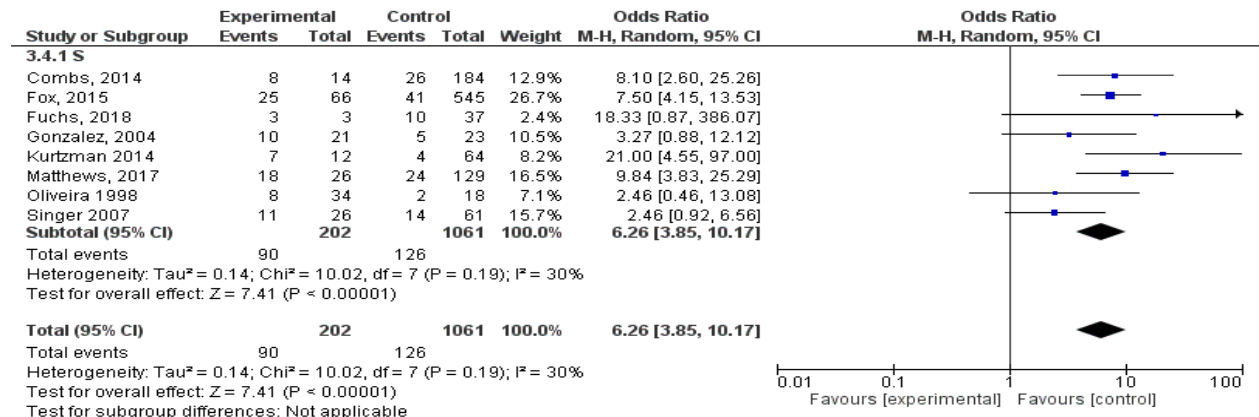 Experimental Control Odds Ratio Odds Ratio
Study or Subgroup Events Total Events Total Weight M-H, Random, 95% CI M-H, Random, 95% CI
3.4.1 S
Combs, 2014 8 14 26 184 12.9% 8.10 [2.60, 25.26]
Fox, 2015 25 66 41 545 26.7% 7.50 [4.15, 13.53]
Fuchs, 2018 3 3 10 37 2.4% 18.33 [0.87, 386.07]
Gonzalez, 2004 10 21 5 23 10.5% 3.27 [0.88, 12.12]
Kurtzman 2014 7 12 4 64 8.2% 21.00 [4.55, 97.00]
Matthews, 2017 18 26 24 129 16.5% 9.84 [3.83, 25.29]
Oliveira 1998 8 34 2 18 7.1% 2.46 [0.46, 13.08]
Singer 2007 11 26 14 61 15.7% 2.46 [0.92, 6.56]
Subtotal (95% CI) 202 1061 100.0% 6.26 [3.85, 10.17]
Total events 90 126
Heterogeneity: Tau² = 0.14; Chi² = 10.02, df = 7 (P = 0.19); I² = 30%
Test for overall effect: Z = 7.41 (P < 0.00001)
Total (95% CI) 202 1061 100.0% 6.26 [3.85, 10.17]
Total events 90 126
Heterogeneity: Tau² = 0.14; Chi² = 10.02, df = 7 (P = 0.19); I² = 30%
Test for overall effect: Z = 7.41 (P < 0.00001)
Test for subgroup differences: Not applicable
0.01 0.1 1 10 100
Favours [experimental] Favours [control]